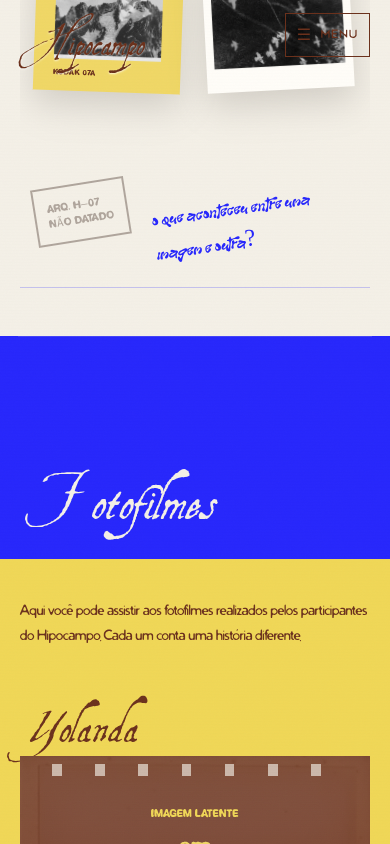 Hipocampo
MENU
KODAK 07A
ARQ. H—07
NÃO DATADO
o que aconteceu entre uma
imagem e outra?
Fotofilmes
Aqui você pode assistir aos fotofilmes realizados pelos participantes
do Hipocampo. Cada um conta uma história diferente.
Yolanda
IMAGEM LATENTE